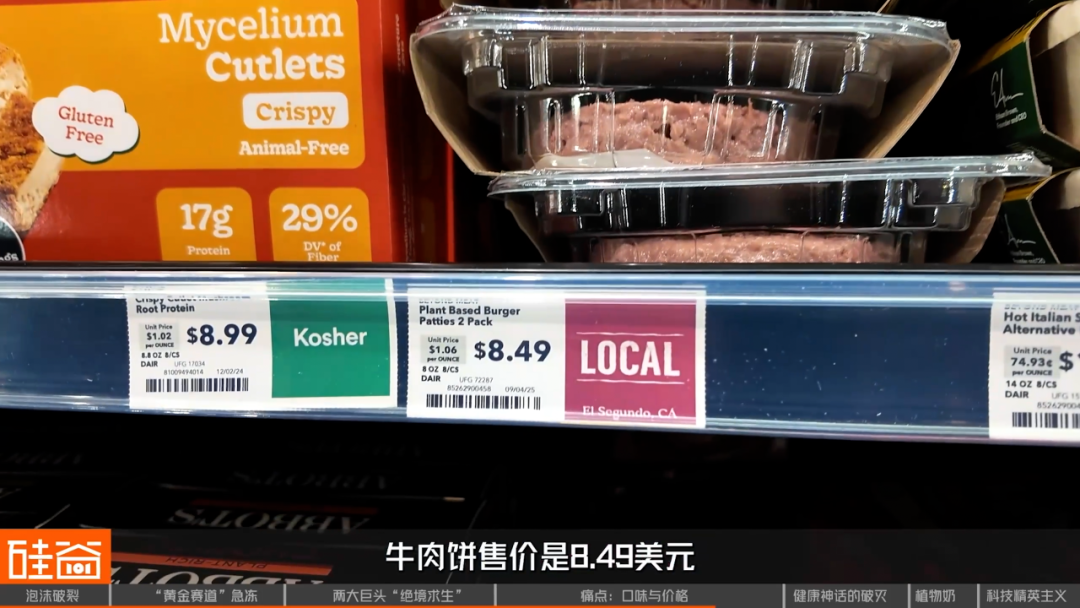 Mycelium
Cutlets
Crispy
Animal-Free
Gluten
Free
17g
Protein
29%
DV* of
Fiber
Root Protein
Unit Price
$1.02
per OUNCE
$8.99
8.8 OZ 8/CS
DAIR
UFG 17034
81009494014 12/02/24
Kosher
BEYOND MEAT
Plant Based Burger
Patties 2 Pack
Unit Price
$1.06
per OUNCE
$8.49
8 OZ 8/CS
DAIR
UFG 72287
85262900458 09/04/25
LOCAL
El Segundo, CA
Hot Italian
Alternative
Unit Price
74.93¢
per OUNCE
14 OZ 8/CS
DAIR
ABBOT'S
牛肉饼售价是8.49美元
硅谷
101
泡沫破裂
“黄金赛道”急冻
两大巨头“绝境求生”
痛点：口味与价格
健康神话的破灭
植物奶
科技精英主义